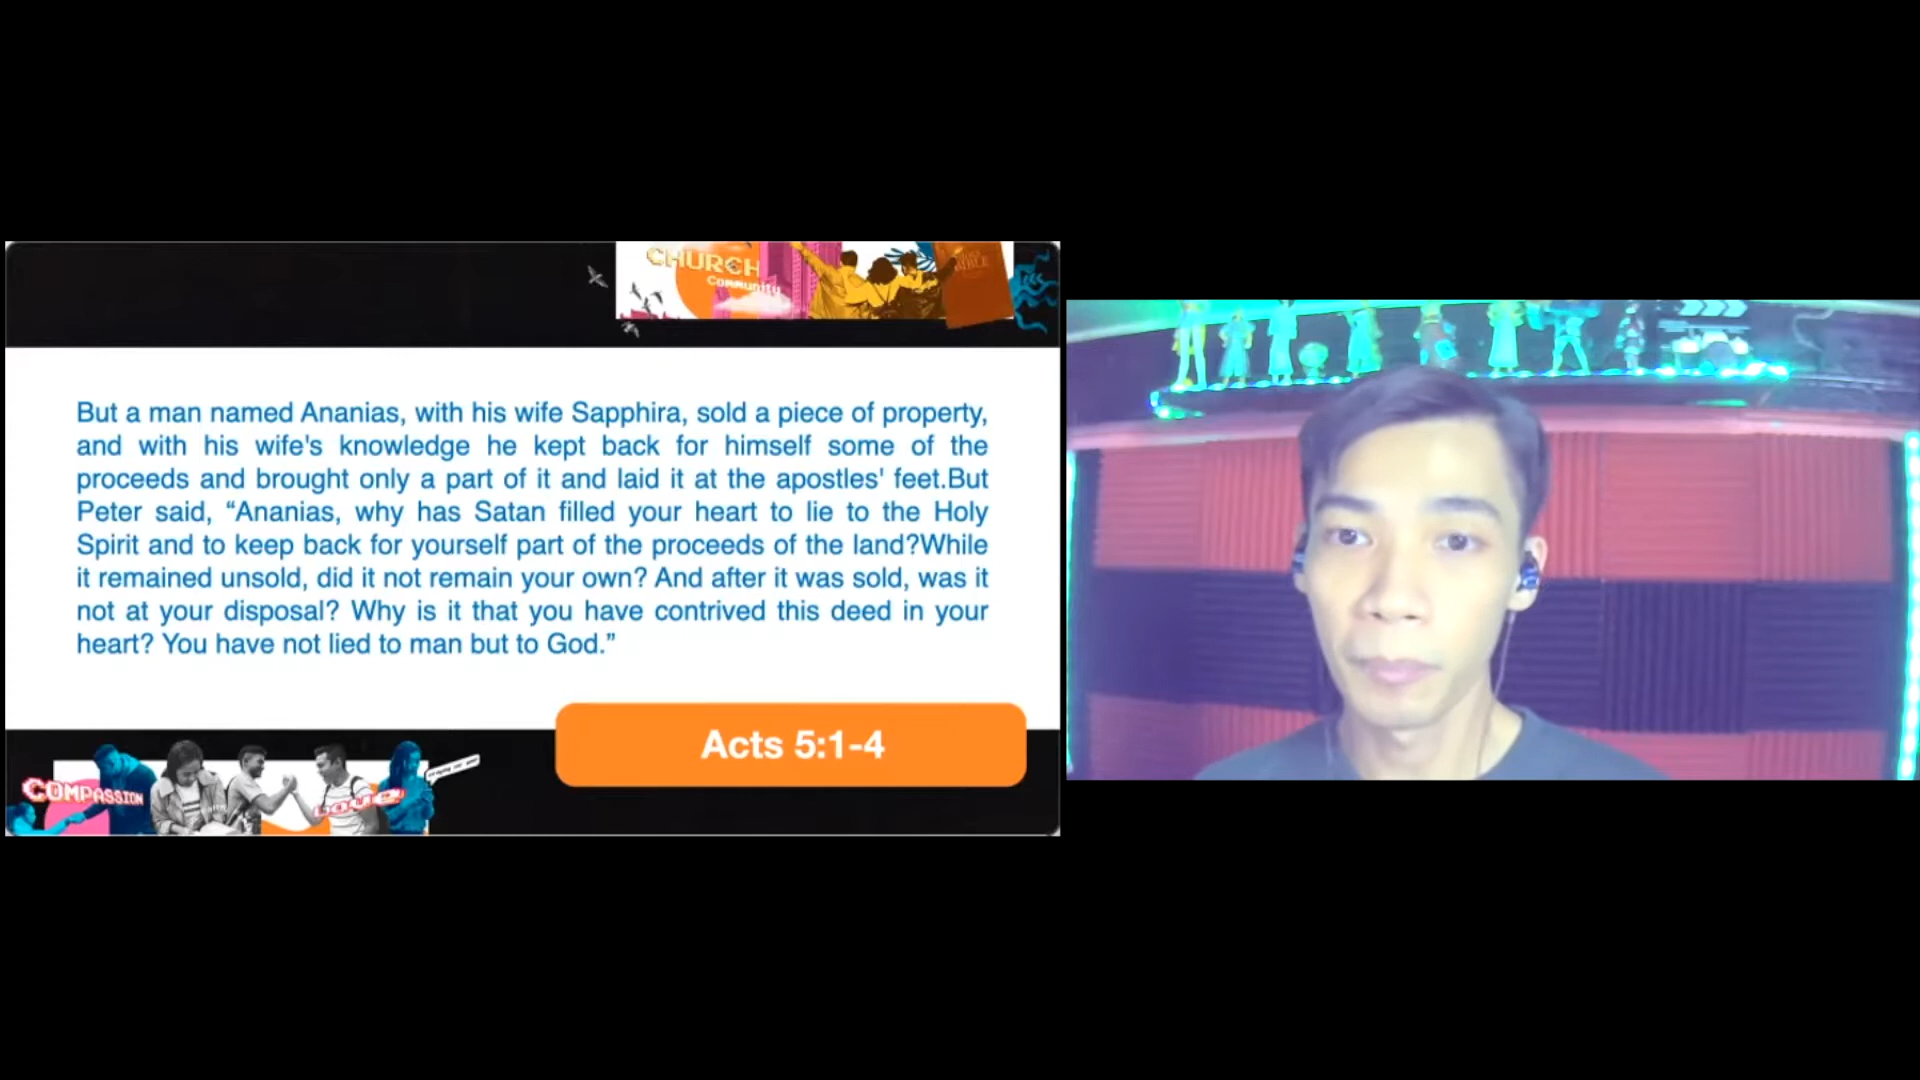 CHURCH
Community
But a man named Ananias, with his wife Sapphira, sold a piece of property,
and with his wife's knowledge he kept back for himself some of the
proceeds and brought only a part of it and laid it at the apostles' feet.But
Peter said, “Ananias, why has Satan filled your heart to lie to the Holy
Spirit and to keep back for yourself part of the proceeds of the land?While
it remained unsold, did it not remain your own? And after it was sold, was it
not at your disposal? Why is it that you have contrived this deed in your
heart? You have not lied to man but to God.”
Acts 5:1-4
COMPASSION